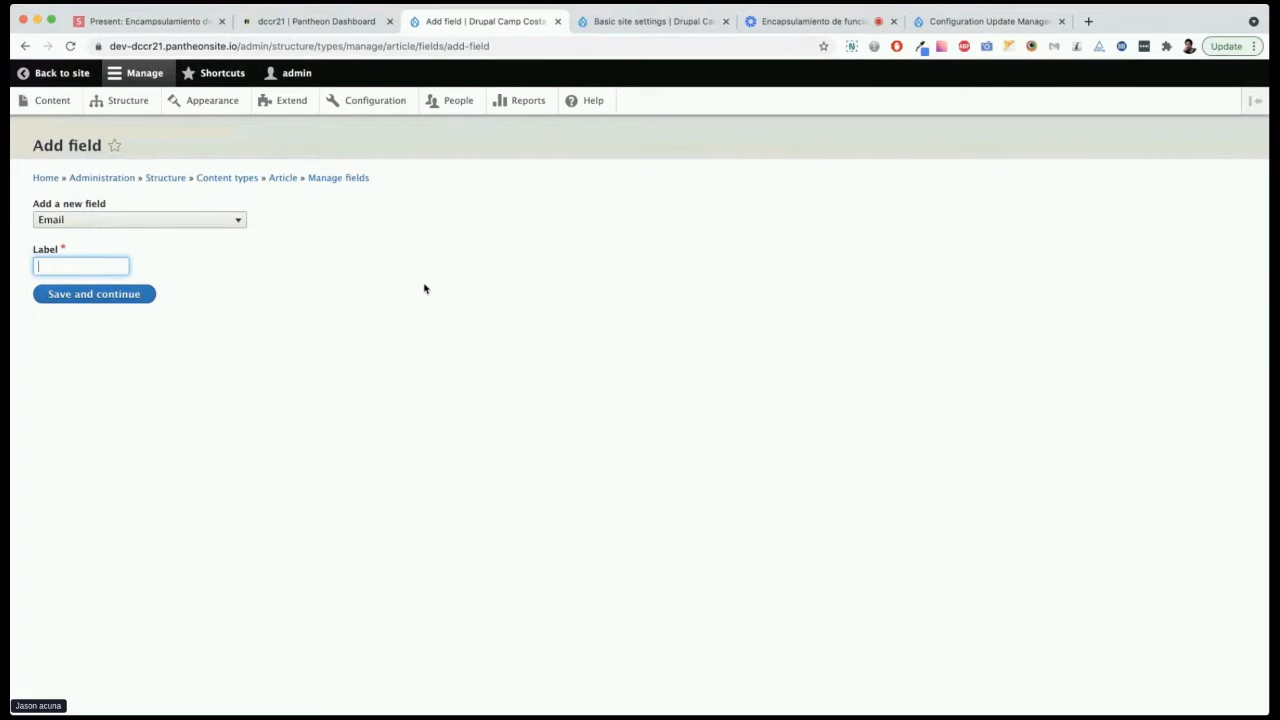 Present: Encampsulamiento de
dccr21 | Pantheon Dashboard
Add field | Drupal Camp Costa
Basic site settings | Drupal Ca
Encapsulamiento de funci
Configuration Update Manage
dev-dccr21.pantheonsite.io/admin/structure/types/manage/article/fields/add-field
Update
Back to site
Manage
Shortcuts
admin
Content
Structure
Appearance
Extend
Configuration
People
Reports
Help
Add field
Home » Administration » Structure » Content types » Article » Manage fields
Add a new field
Email
Label *
Save and continue
Jason acuna